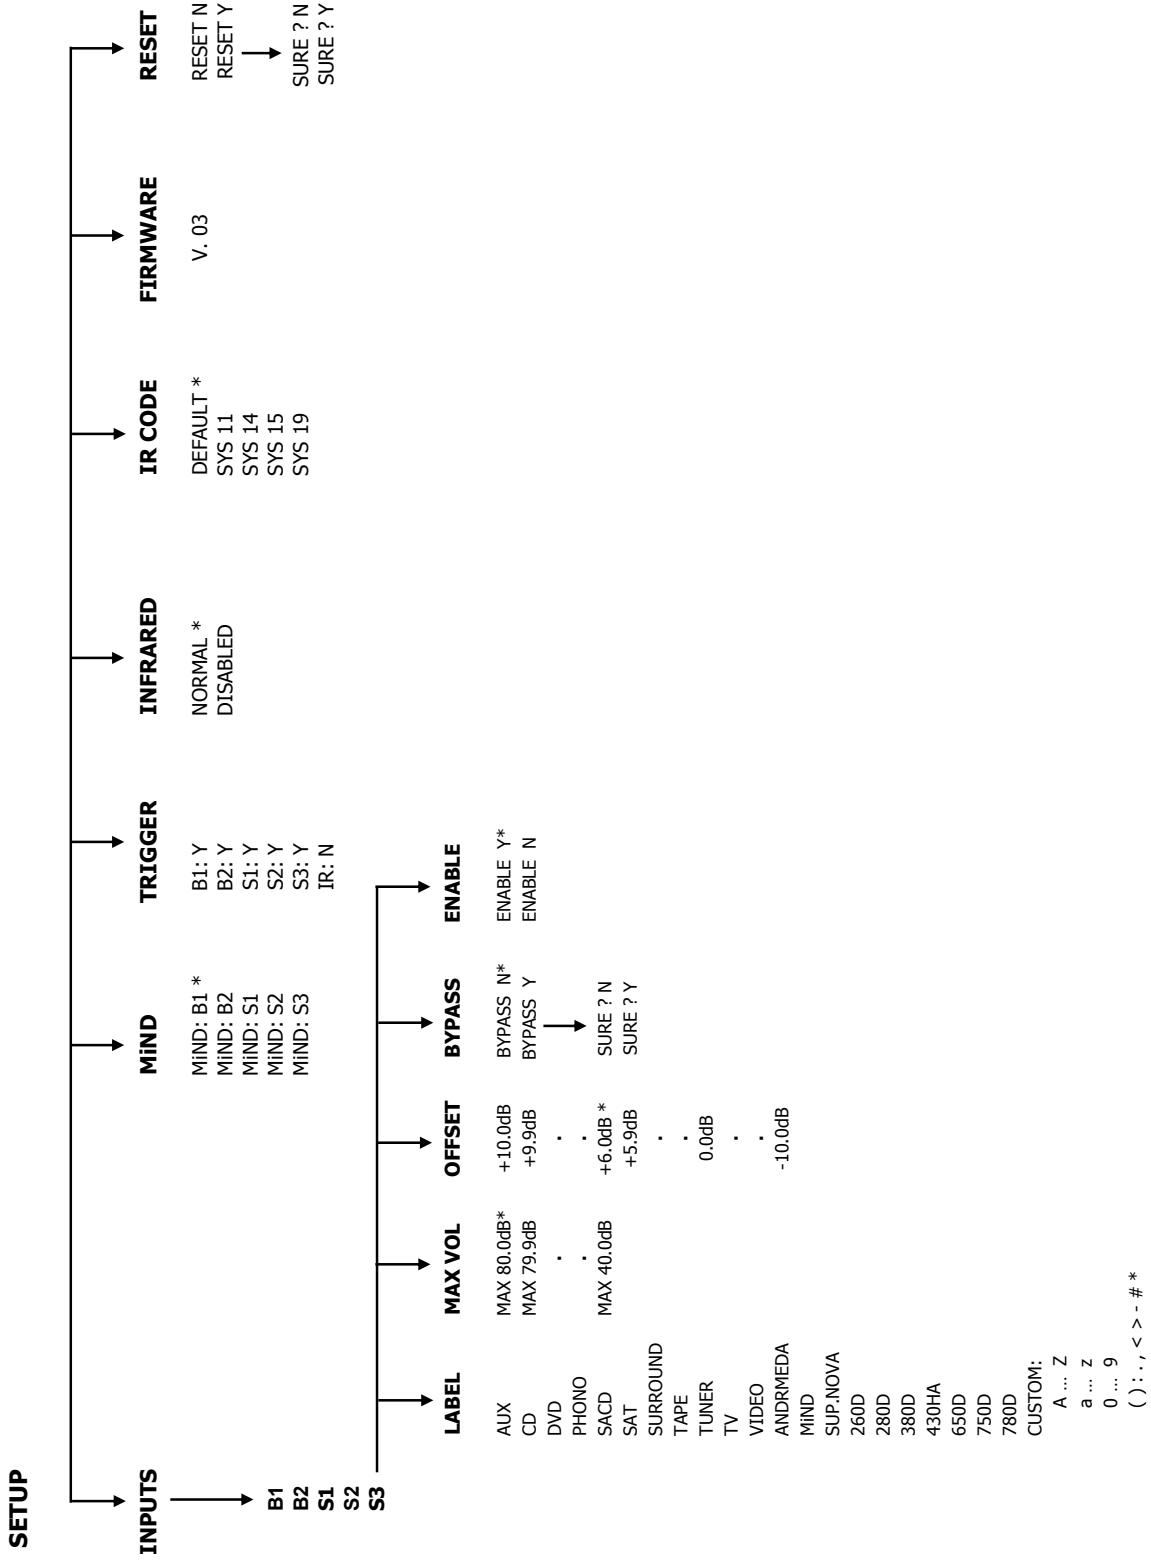 SETUP
INPUTS
B1
B2
S1
S2
S3
LABEL
AUX
CD
DVD
PHONO
SACD
SAT
SURROUND
TAPE
TUNER
TV
VIDEO
ANDRMEDA
MiND
SUP.NOVA
260D
280D
380D
430HA
650D
750D
780D
CUSTOM:
A ... Z
a ... z
0 ... 9
( ) : . , < > - # *
MAX VOL
MAX 80.0dB*
MAX 79.9dB
.
.
MAX 40.0dB
OFFSET
+10.0dB
+9.9dB
.
.
+6.0dB *
+5.9dB
.
.
0.0dB
.
.
-10.0dB
BYPASS
BYPASS N*
BYPASS Y
SURE ? N
SURE ? Y
ENABLE
ENABLE Y*
ENABLE N
MiND
MiND: B1 *
MiND: B2
MiND: S1
MiND: S2
MiND: S3
TRIGGER
B1: Y
B2: Y
S1: Y
S2: Y
S3: Y
IR: N
INFRARED
NORMAL *
DISABLED
IR CODE
DEFAULT *
SYS 11
SYS 14
SYS 15
SYS 19
FIRMWARE
V. 03
RESET
RESET N
RESET Y
SURE ? N
SURE ? Y